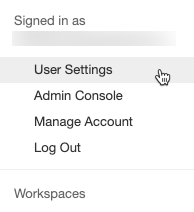 Signed in as
User Settings
Admin Console
Manage Account
Log Out
Workspaces